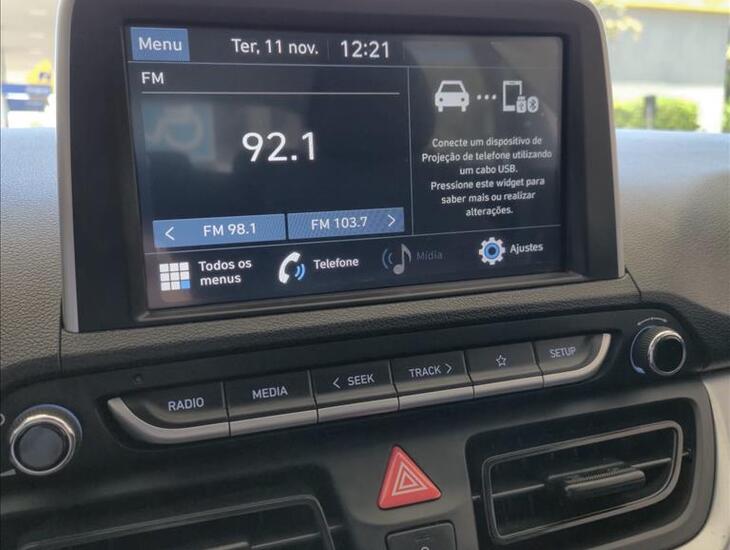 Menu
Ter, 11 nov.
12:21
FM
92.1
< FM 98.1
FM 103.7 >
Conecte um dispositivo de
Projeção de telefone utilizando
um cabo USB.
Pressione este widget para
saber mais ou realizar
alterações.
Todos os
menus
Telefone
Mídia
Ajustes
RADIO
MEDIA
< SEEK
TRACK >
SETUP